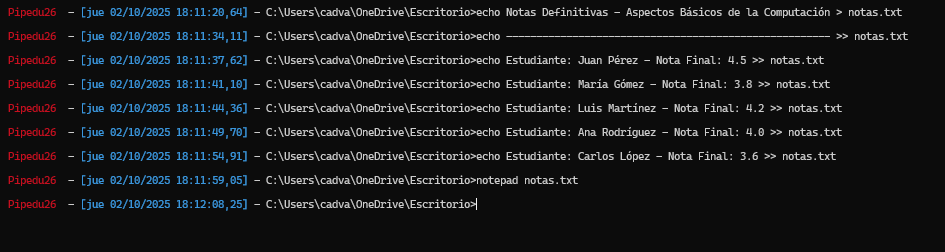 Pipedu26 - [jue 02/10/2025 18:11:20,64] - C:\Users\cadva\OneDrive\Escritorio>echo Notas Definitivas - Aspectos Básicos de la Computación > notas.txt
Pipedu26 - [jue 02/10/2025 18:11:34,11] - C:\Users\cadva\OneDrive\Escritorio>echo ------------------------------------------------------ >> notas.txt
Pipedu26 - [jue 02/10/2025 18:11:37,62] - C:\Users\cadva\OneDrive\Escritorio>echo Estudiante: Juan Pérez - Nota Final: 4.5 >> notas.txt
Pipedu26 - [jue 02/10/2025 18:11:41,10] - C:\Users\cadva\OneDrive\Escritorio>echo Estudiante: María Gómez - Nota Final: 3.8 >> notas.txt
Pipedu26 - [jue 02/10/2025 18:11:44,36] - C:\Users\cadva\OneDrive\Escritorio>echo Estudiante: Luis Martínez - Nota Final: 4.2 >> notas.txt
Pipedu26 - [jue 02/10/2025 18:11:49,70] - C:\Users\cadva\OneDrive\Escritorio>echo Estudiante: Ana Rodríguez - Nota Final: 4.0 >> notas.txt
Pipedu26 - [jue 02/10/2025 18:11:54,91] - C:\Users\cadva\OneDrive\Escritorio>echo Estudiante: Carlos López - Nota Final: 3.6 >> notas.txt
Pipedu26 - [jue 02/10/2025 18:11:59,05] - C:\Users\cadva\OneDrive\Escritorio>notepad notas.txt
Pipedu26 - [jue 02/10/2025 18:12:08,25] - C:\Users\cadva\OneDrive\Escritorio>